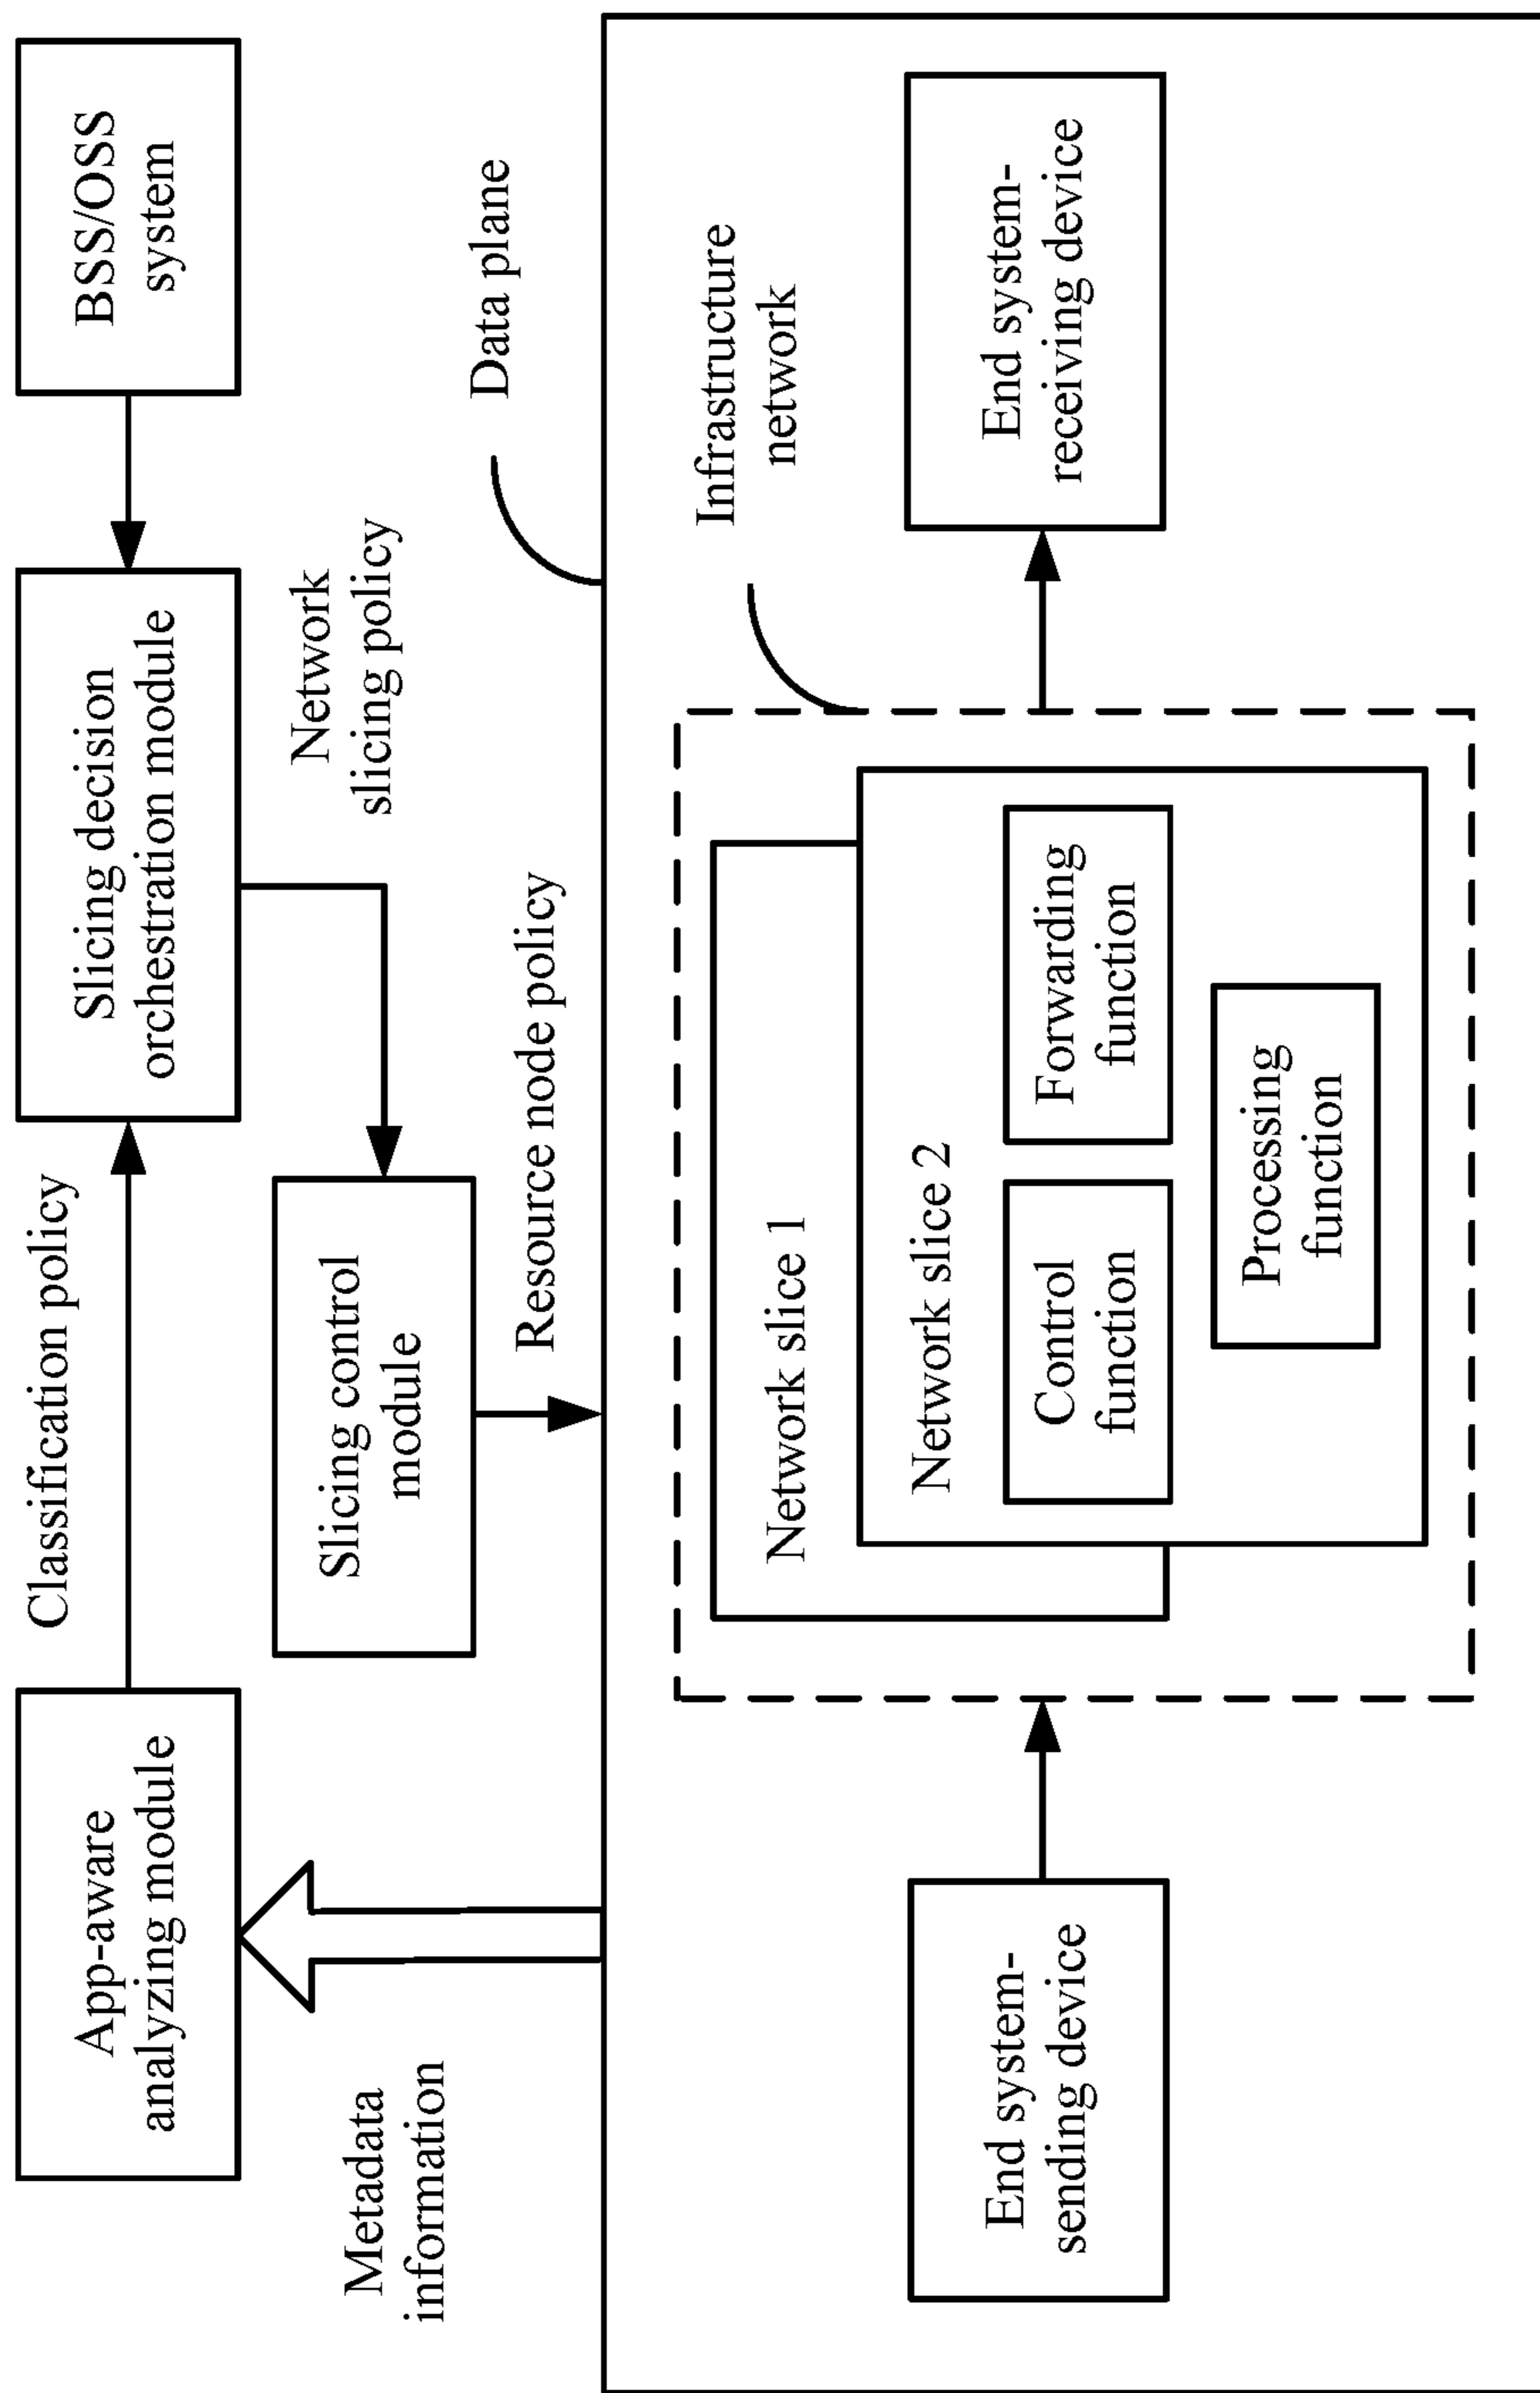 App-aware
analyzing module
Classification policy
Slicing decision
orchestration module
BSS/OSS
system
Metadata
information
Slicing control
module
Network
slicing policy
Resource node policy
Data plane
Infrastructure
network
End system-
sending device
Network slice 1
Network slice 2
Control
function
Forwarding
function
Processing
function
End system-
receiving device